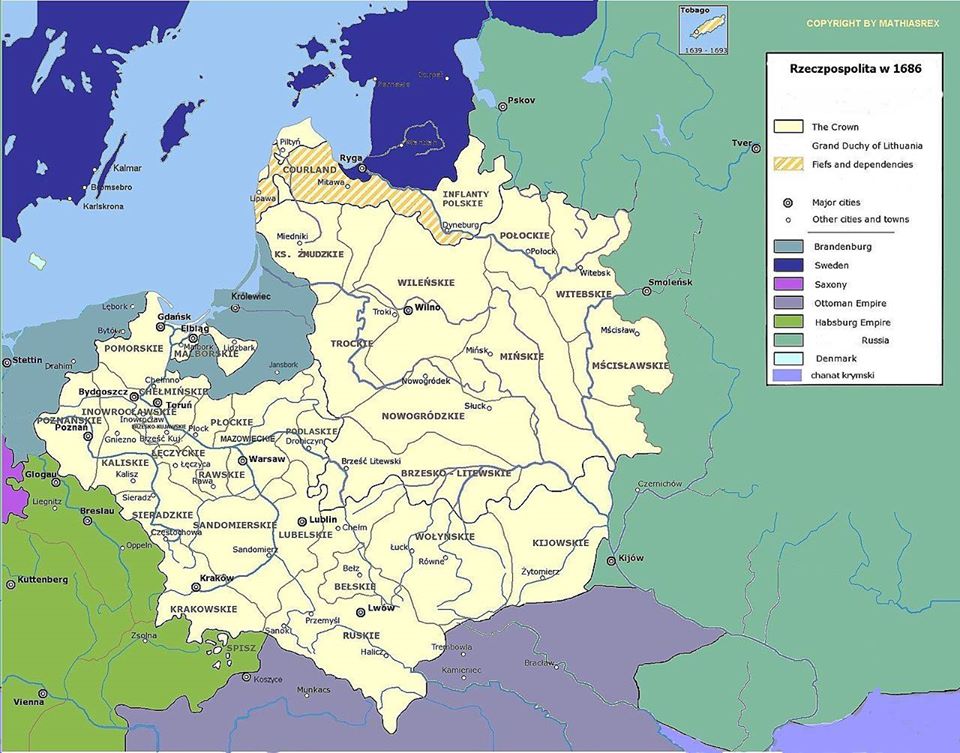 Tobago
1639 - 1693
COPYRIGHT BY MATHIASREX
Rzeczpospolita w 1686
The Crown
Grand Duchy of Lithuania
Fiefs and dependencies
Major cities
Other cities and towns
Brandenburg
Sweden
Saxony
Ottoman Empire
Habsburg Empire
Russia
Denmark
chanat krymski
Pskov
Tver
Kalmar
Bromsebro
Karlskrona
Piltyń
Ryga
COURLAND
Mitawa
Lipawa
INFLANTY
POLSKIE
Dyneburg
POŁOCKIE
Połock
Miedniki
KS. ŻMUDZKIE
WILEŃSKIE
Witebsk
WITEBSKIE
Smoleńsk
Królewiec
Troki
Wilno
Lębork
Gdańsk
Bytów
Elbląg
Malbork
Lidzbark
POMORSKIE
MALBORSKIE
TROCKIE
Mińsk
MIŃSKIE
Mścisław
MŚCISŁAWSKIE
Stettin
Drahim
Jansbork
Chełmno
Nowogródek
Bydgoszcz
CHEŁMIŃSKIE
Toruń
Słuck
INOWROCŁAWSKIE
NOWOGRÓDZKIE
POZNAŃSKIE
Inowrocław
PŁOCKIE
Poznań
BRZESKO-KUJAWSKIE
Płock
PODLASKIE
Gniezno
Brześć Kuj.
MAZOWIECKIE
Drohiczyn
ŁĘCZYCKIE
KALISKIE
Łęczyca
Warsaw
Brześć Litewski
RAWSKIE
BRZESKO - LITEWSKIE
Glogau
Kalisz
Rawa
Czernichów
Liegnitz
Sieradz
Breslau
SIERADZKIE
SANDOMIERSKIE
Lublin
Chełm
LUBELSKIE
Częstochowa
WOŁYŃSKIE
Oppeln
Sandomierz
Łuck
KIJOWSKIE
Równe
Kijów
Bełz
Żytomierz
Kuttenberg
Kraków
BEŁSKIE
KRAKOWSKIE
Lwów
Przemyśl
Zsolna
Sanok
RUSKIE
SPISZ
Halicz
Trembowla
Kamieniec
Bracław
Koszyce
Munkacs
Vienna